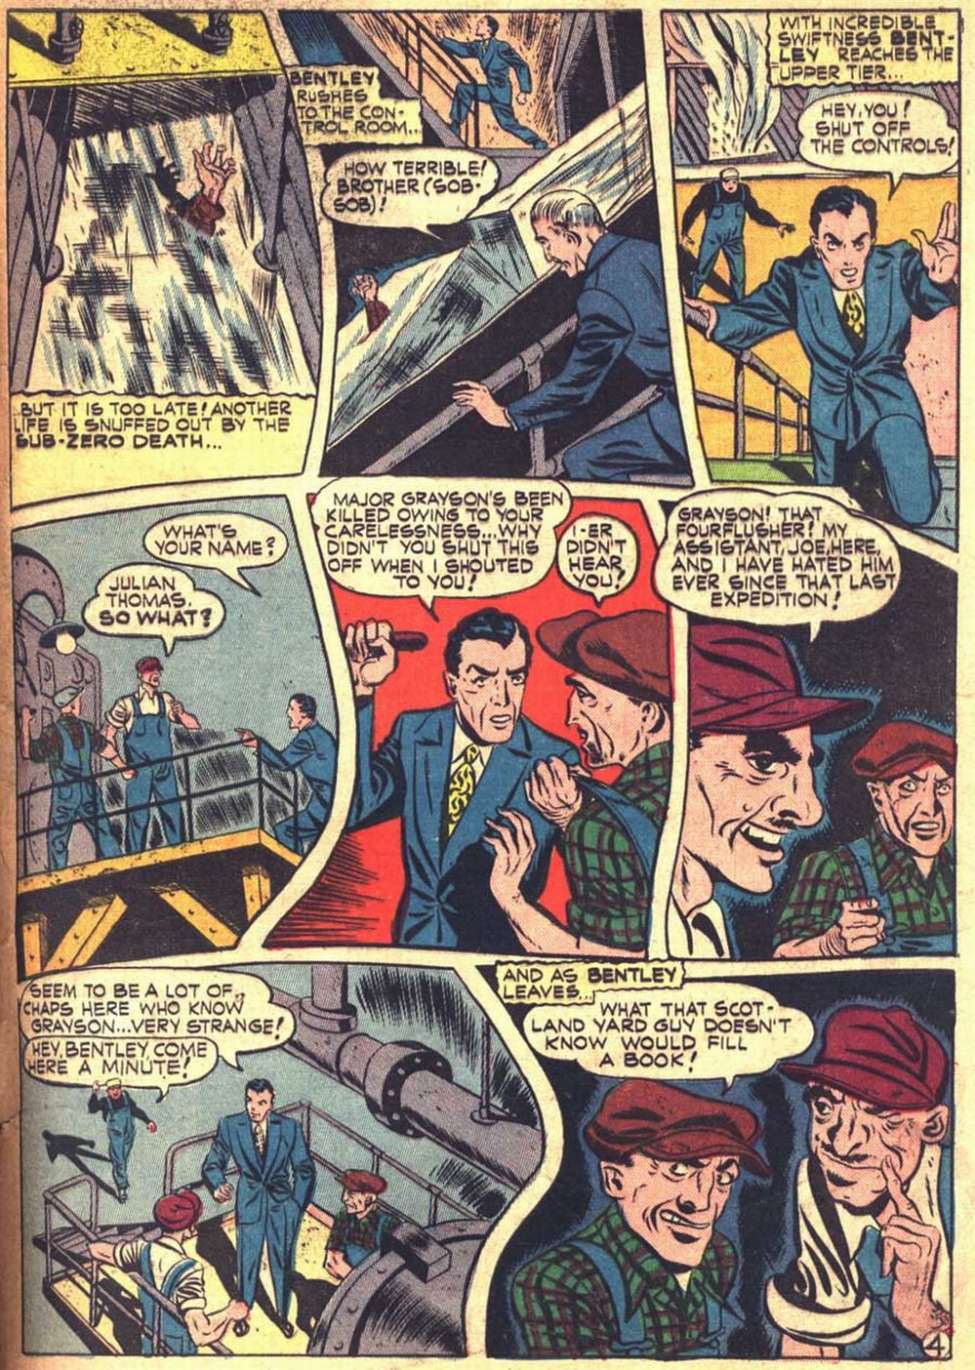 BUT IT IS TOO LATE! ANOTHER
LIFE IS SNUFFED OUT BY THE
SUB-ZERO DEATH...
BENTLEY
RUSHES
TO THE CON-
TROL ROOM...
HOW TERRIBLE!
BROTHER (SOB-
SOB)!
WITH INCREDIBLE
SWIFTNESS BENT-
LEY REACHES THE
UPPER TIER...
HEY, YOU!
SHUT OFF
THE CONTROLS!
WHAT'S
YOUR NAME?
JULIAN
THOMAS.
SO WHAT?
MAJOR GRAYSON'S BEEN
KILLED OWING TO YOUR
CARELESSNESS...WHY
DIDN'T YOU SHUT THIS
OFF WHEN I SHOUTED
TO YOU!
I-ER
DIDN'T
HEAR
YOU!
GRAYSON! THAT
FOURFLUSHER! MY
ASSISTANT, JOE, HERE,
AND I HAVE HATED HIM
EVER SINCE THAT LAST
EXPEDITION!
SEEM TO BE A LOT OF
CHAPS HERE WHO KNOW
GRAYSON...VERY STRANGE!
HEY, BENTLEY, COME
HERE A MINUTE!
AND AS BENTLEY
LEAVES...
WHAT THAT SCOT-
LAND YARD GUY DOESN'T
KNOW WOULD FILL
A BOOK!
4